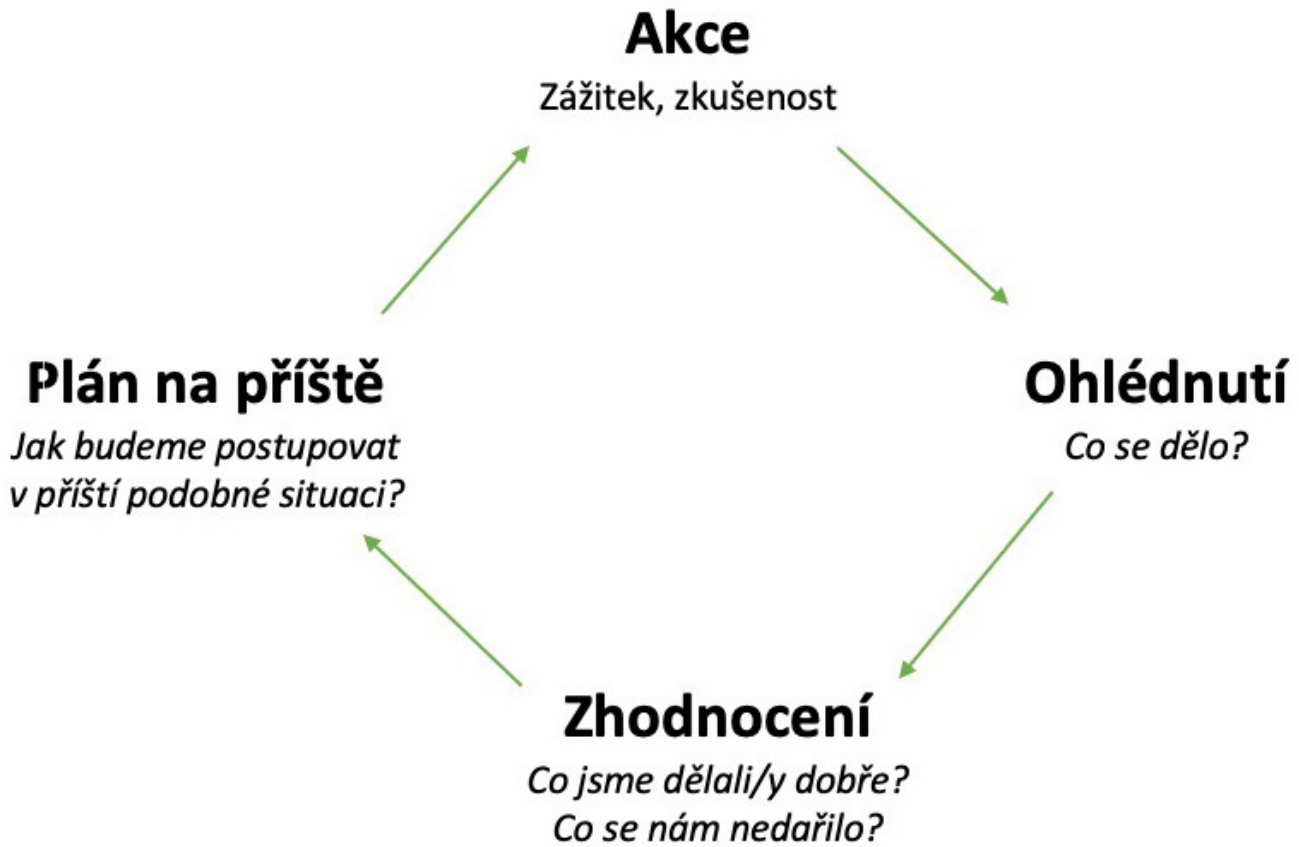 Akce
Zážitek, zkušenost
Plán na příště
Jak budeme postupovat
v příští podobné situaci?
Ohlédnutí
Co se dělo?
Zhodnocení
Co jsme dělali/y dobře?
Co se nám nedařilo?